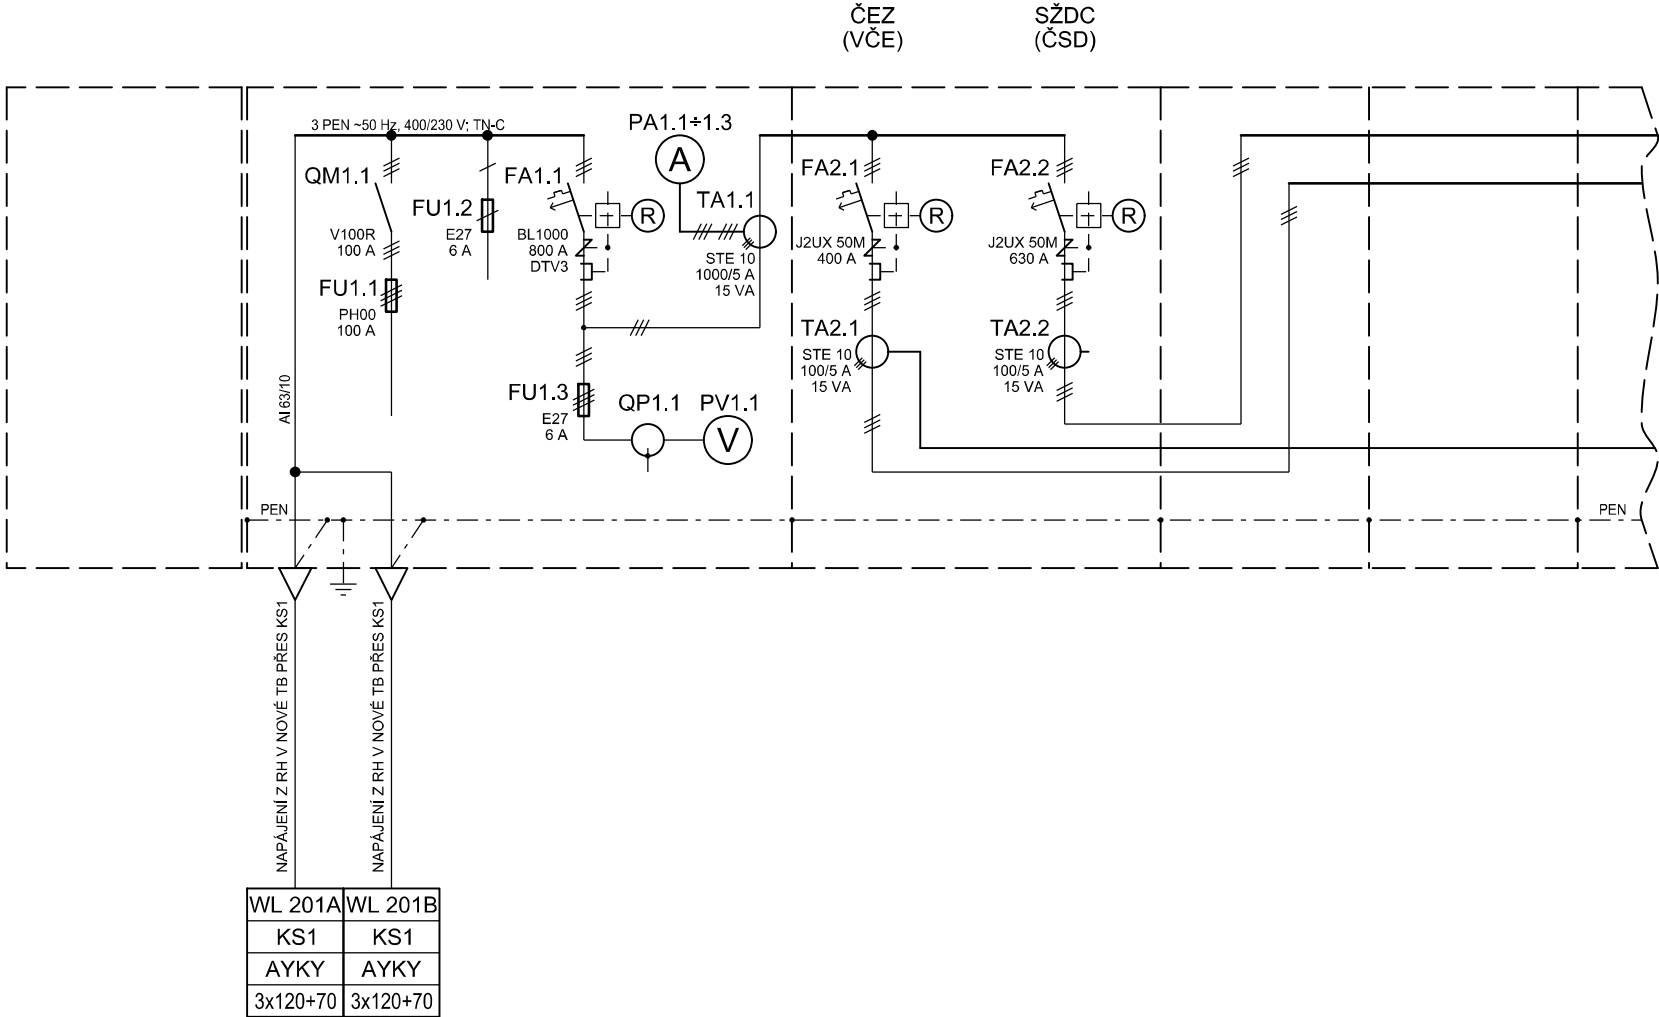 ČEZ
(VČE)
SŽDC
(ČSD)
3 PEN ~50 Hz, 400/230 V; TN-C
QM1.1
V100R
100 A
FU1.1
PH00
100 A
FU1.2
E27
6 A
FA1.1
R
BL1000
800 A
DTV3
FU1.3
E27
6 A
QP1.1
PV1.1
V
PA1.1÷1.3
A
TA1.1
STE 10
1000/5 A
15 VA
FA2.1
R
J2UX 50M
400 A
TA2.1
STE 10
100/5 A
15 VA
FA2.2
R
J2UX 50M
630 A
TA2.2
STE 10
100/5 A
15 VA
Al 63/10
PEN
PEN
NAPÁJENÍ Z RH V NOVÉ TB PŘES KS1
NAPÁJENÍ Z RH V NOVÉ TB PŘES KS1
WL 201A WL 201B
KS1 KS1
AYKY AYKY
3x120+70 3x120+70